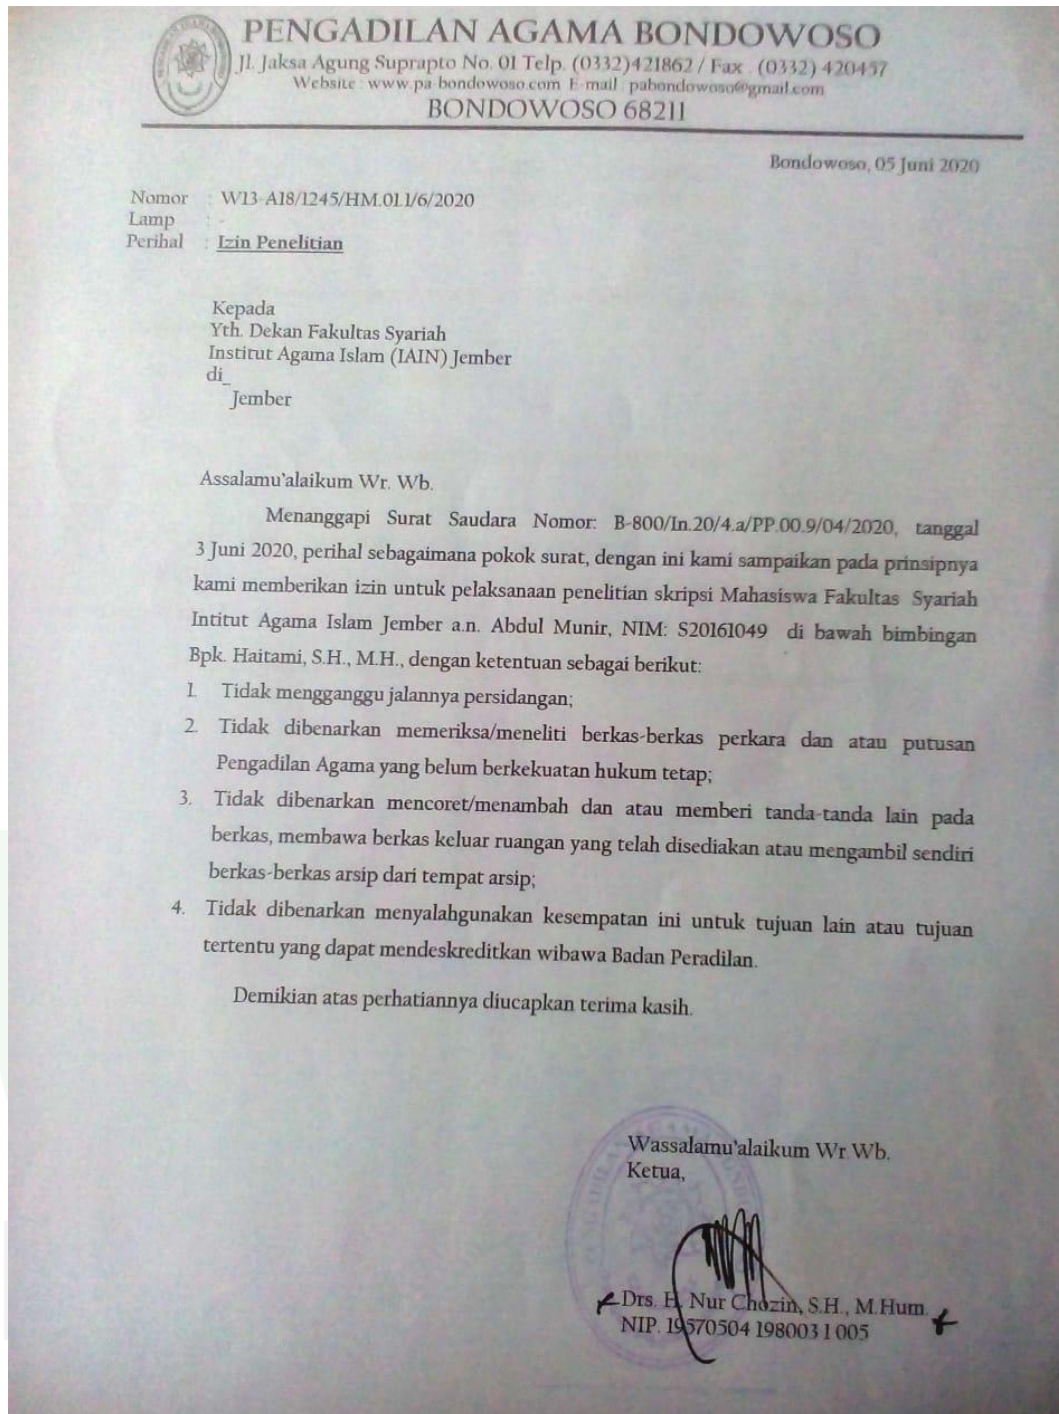 PENGADILAN AGAMA BONDOWOSO
Jl. Jaksa Agung Suprapto No. 01 Telp. (0332)421862 / Fax . (0332) 420437
Website : www.pa-bondowoso.com E-mail : pabondowoso@gmail.com
BONDOWOSO 68211
Bondowoso, 05 Juni 2020
Nomor : W13-A18/1245/HM.01.1/6/2020
Lamp : -
Perihal : Izin Penelitian
Kepada
Yth. Dekan Fakultas Syariah
Institut Agama Islam (IAIN) Jember
di_
Jember
Assalamu'alaikum Wr. Wb.
Menanggapi Surat Saudara Nomor: B-800/In.20/4.a/PP.00.9/04/2020, tanggal
3 Juni 2020, perihal sebagaimana pokok surat, dengan ini kami sampaikan pada prinsipnya
kami memberikan izin untuk pelaksanaan penelitian skripsi Mahasiswa Fakultas Syariah
Intitut Agama Islam Jember a.n. Abdul Munir, NIM: S20161049 di bawah bimbingan
Bpk. Haitami, S.H., M.H., dengan ketentuan sebagai berikut:
1. Tidak mengganggu jalannya persidangan;
2. Tidak dibenarkan memeriksa/meneliti berkas-berkas perkara dan atau putusan
Pengadilan Agama yang belum berkekuatan hukum tetap;
3. Tidak dibenarkan mencoret/menambah dan atau memberi tanda-tanda lain pada
berkas, membawa berkas keluar ruangan yang telah disediakan atau mengambil sendiri
berkas-berkas arsip dari tempat arsip;
4. Tidak dibenarkan menyalahgunakan kesempatan ini untuk tujuan lain atau tujuan
tertentu yang dapat mendeskreditkan wibawa Badan Peradilan.
Demikian atas perhatiannya diucapkan terima kasih.
Wassalamu'alaikum Wr.Wb.
Ketua,
Drs. H. Nur Chozin, S.H., M.Hum.
NIP. 19570504 198003 1 005